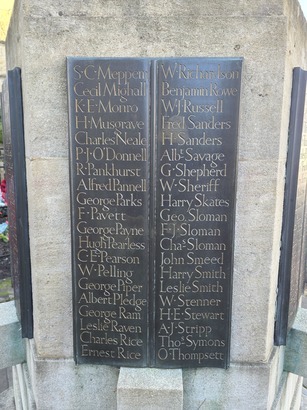 S·C·Meppen
Cecil Mighall
K·E·Monro
H·Musgrave
Charles Neale
P·J·O'Donnell
R·Pankhurst
Alfred Pannell
George Parks
F·Pavett
George Payne
Hugh Pearless
C·E·Pearson
W·Pelling
George Piper
Albert Pledge
George Ram
Leslie Raven
Charles Rice
Ernest Rice
W·Richardson
Benjamin Rowe
W·J·Russell
Fred Sanders
H·Sanders
Albt Savage
G·Shepherd
W·Sheriff
Harry Skates
Geo. Sloman
F·J·Sloman
Chas Sloman
John Smeed
Harry Smith
Leslie Smith
W·Stenner
H·E·Stewart
A·J·Stripp
Thos Symons
O·Thompsett